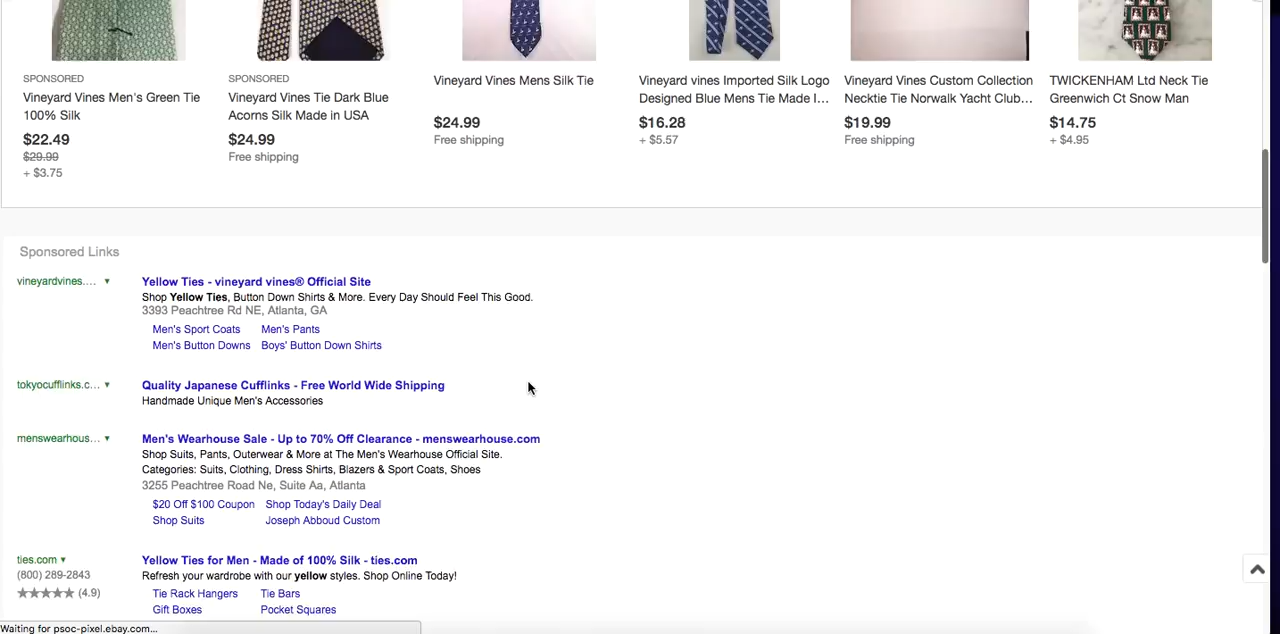 SPONSORED
Vineyard Vines Men's Green Tie
100% Silk
$22.49
$29.99
+ $3.75
SPONSORED
Vineyard Vines Tie Dark Blue
Acorns Silk Made in USA
$24.99
Free shipping
Vineyard Vines Mens Silk Tie
$24.99
Free shipping
Vineyard vines Imported Silk Logo
Designed Blue Mens Tie Made I...
$16.28
+ $5.57
Vineyard Vines Custom Collection
Necktie Tie Norwalk Yacht Club...
$19.99
Free shipping
TWICKENHAM Ltd Neck Tie
Greenwich Ct Snow Man
$14.75
+ $4.95
Sponsored Links
vineyardvines....
Yellow Ties - vineyard vines® Official Site
Shop Yellow Ties, Button Down Shirts & More. Every Day Should Feel This Good.
3393 Peachtree Rd NE, Atlanta, GA
Men's Sport Coats Men's Pants
Men's Button Downs Boys' Button Down Shirts
tokyocufflinks.c...
Quality Japanese Cufflinks - Free World Wide Shipping
Handmade Unique Men's Accessories
menswearhous...
Men's Wearhouse Sale - Up to 70% Off Clearance - menswearhouse.com
Shop Suits, Pants, Outerwear & More at The Men's Wearhouse Official Site.
Categories: Suits, Clothing, Dress Shirts, Blazers & Sport Coats, Shoes
3255 Peachtree Road Ne, Suite Aa, Atlanta
$20 Off $100 Coupon Shop Today's Daily Deal
Shop Suits Joseph Abboud Custom
ties.com
(800) 289-2843
(4.9)
Yellow Ties for Men - Made of 100% Silk - ties.com
Refresh your wardrobe with our yellow styles. Shop Online Today!
Tie Rack Hangers Tie Bars
Gift Boxes Pocket Squares
Waiting for psoc-pixel.ebay.com...